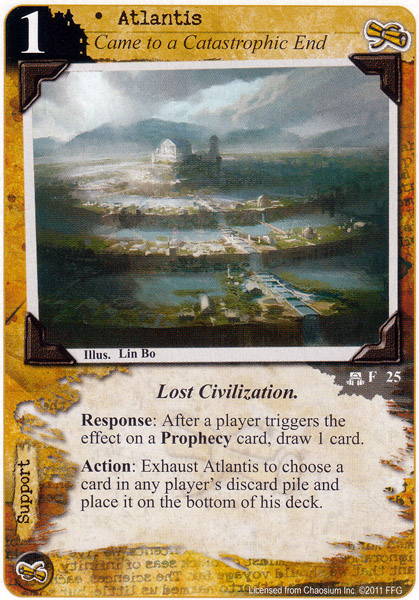 1
• Atlantis
Came to a Catastrophic End
Illus. Lin Bo
F 25
Lost Civilization.
Response: After a player triggers the
effect on a Prophecy card, draw 1 card.
Action: Exhaust Atlantis to choose a
card in any player's discard pile and
place it on the bottom of his deck.
Support
Licensed from Chaosium Inc. ©2011 FFG